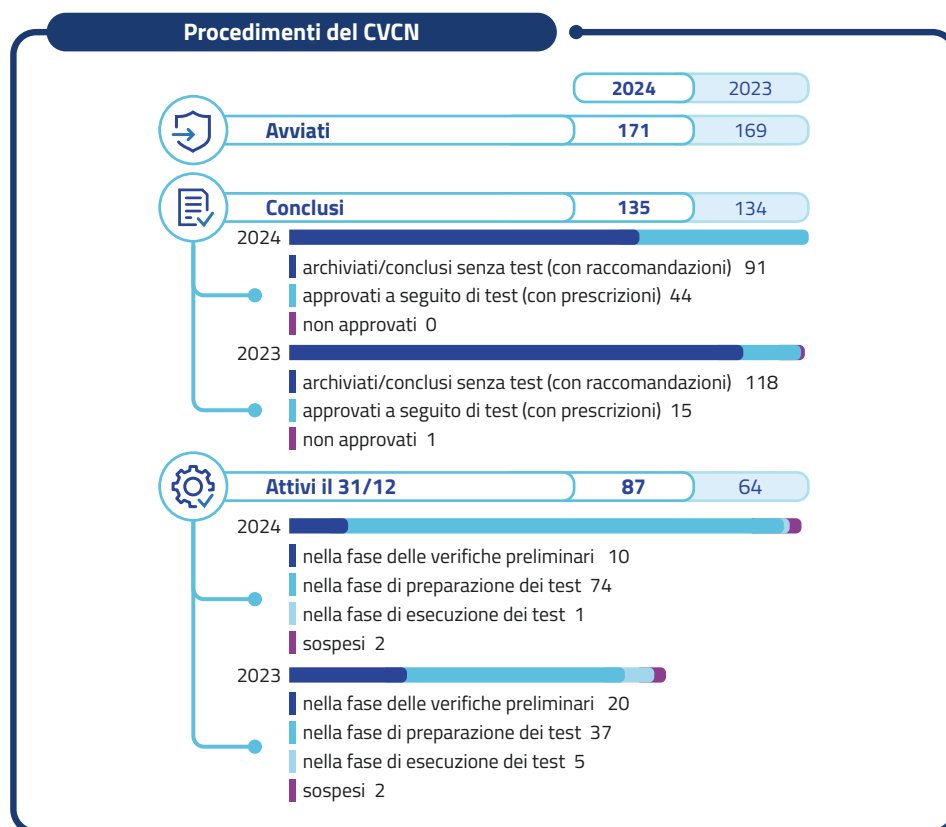 Procedimenti del CVCN
2024 2023
Avviati 171 169
Conclusi 135 134
2024
archiviati/conclusi senza test (con raccomandazioni) 91
approvati a seguito di test (con prescrizioni) 44
non approvati 0
2023
archiviati/conclusi senza test (con raccomandazioni) 118
approvati a seguito di test (con prescrizioni) 15
non approvati 1
Attivi il 31/12 87 64
2024
nella fase delle verifiche preliminari 10
nella fase di preparazione dei test 74
nella fase di esecuzione dei test 1
sospesi 2
2023
nella fase delle verifiche preliminari 20
nella fase di preparazione dei test 37
nella fase di esecuzione dei test 5
sospesi 2